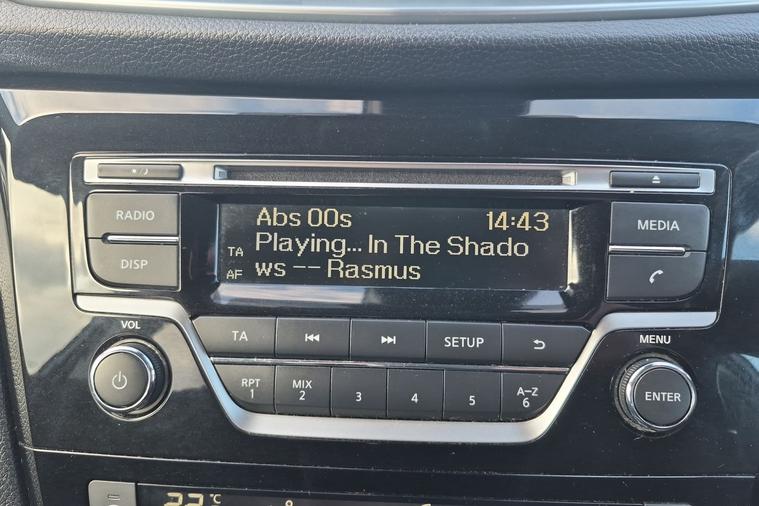 RADIO
DISP
Abs 00s 14:43
TA Playing... In The Shado
AF ws -- Rasmus
MEDIA
VOL
TA
SETUP
MENU
RPT
1
MIX
2
3
4
5
A-Z
6
ENTER
22°C